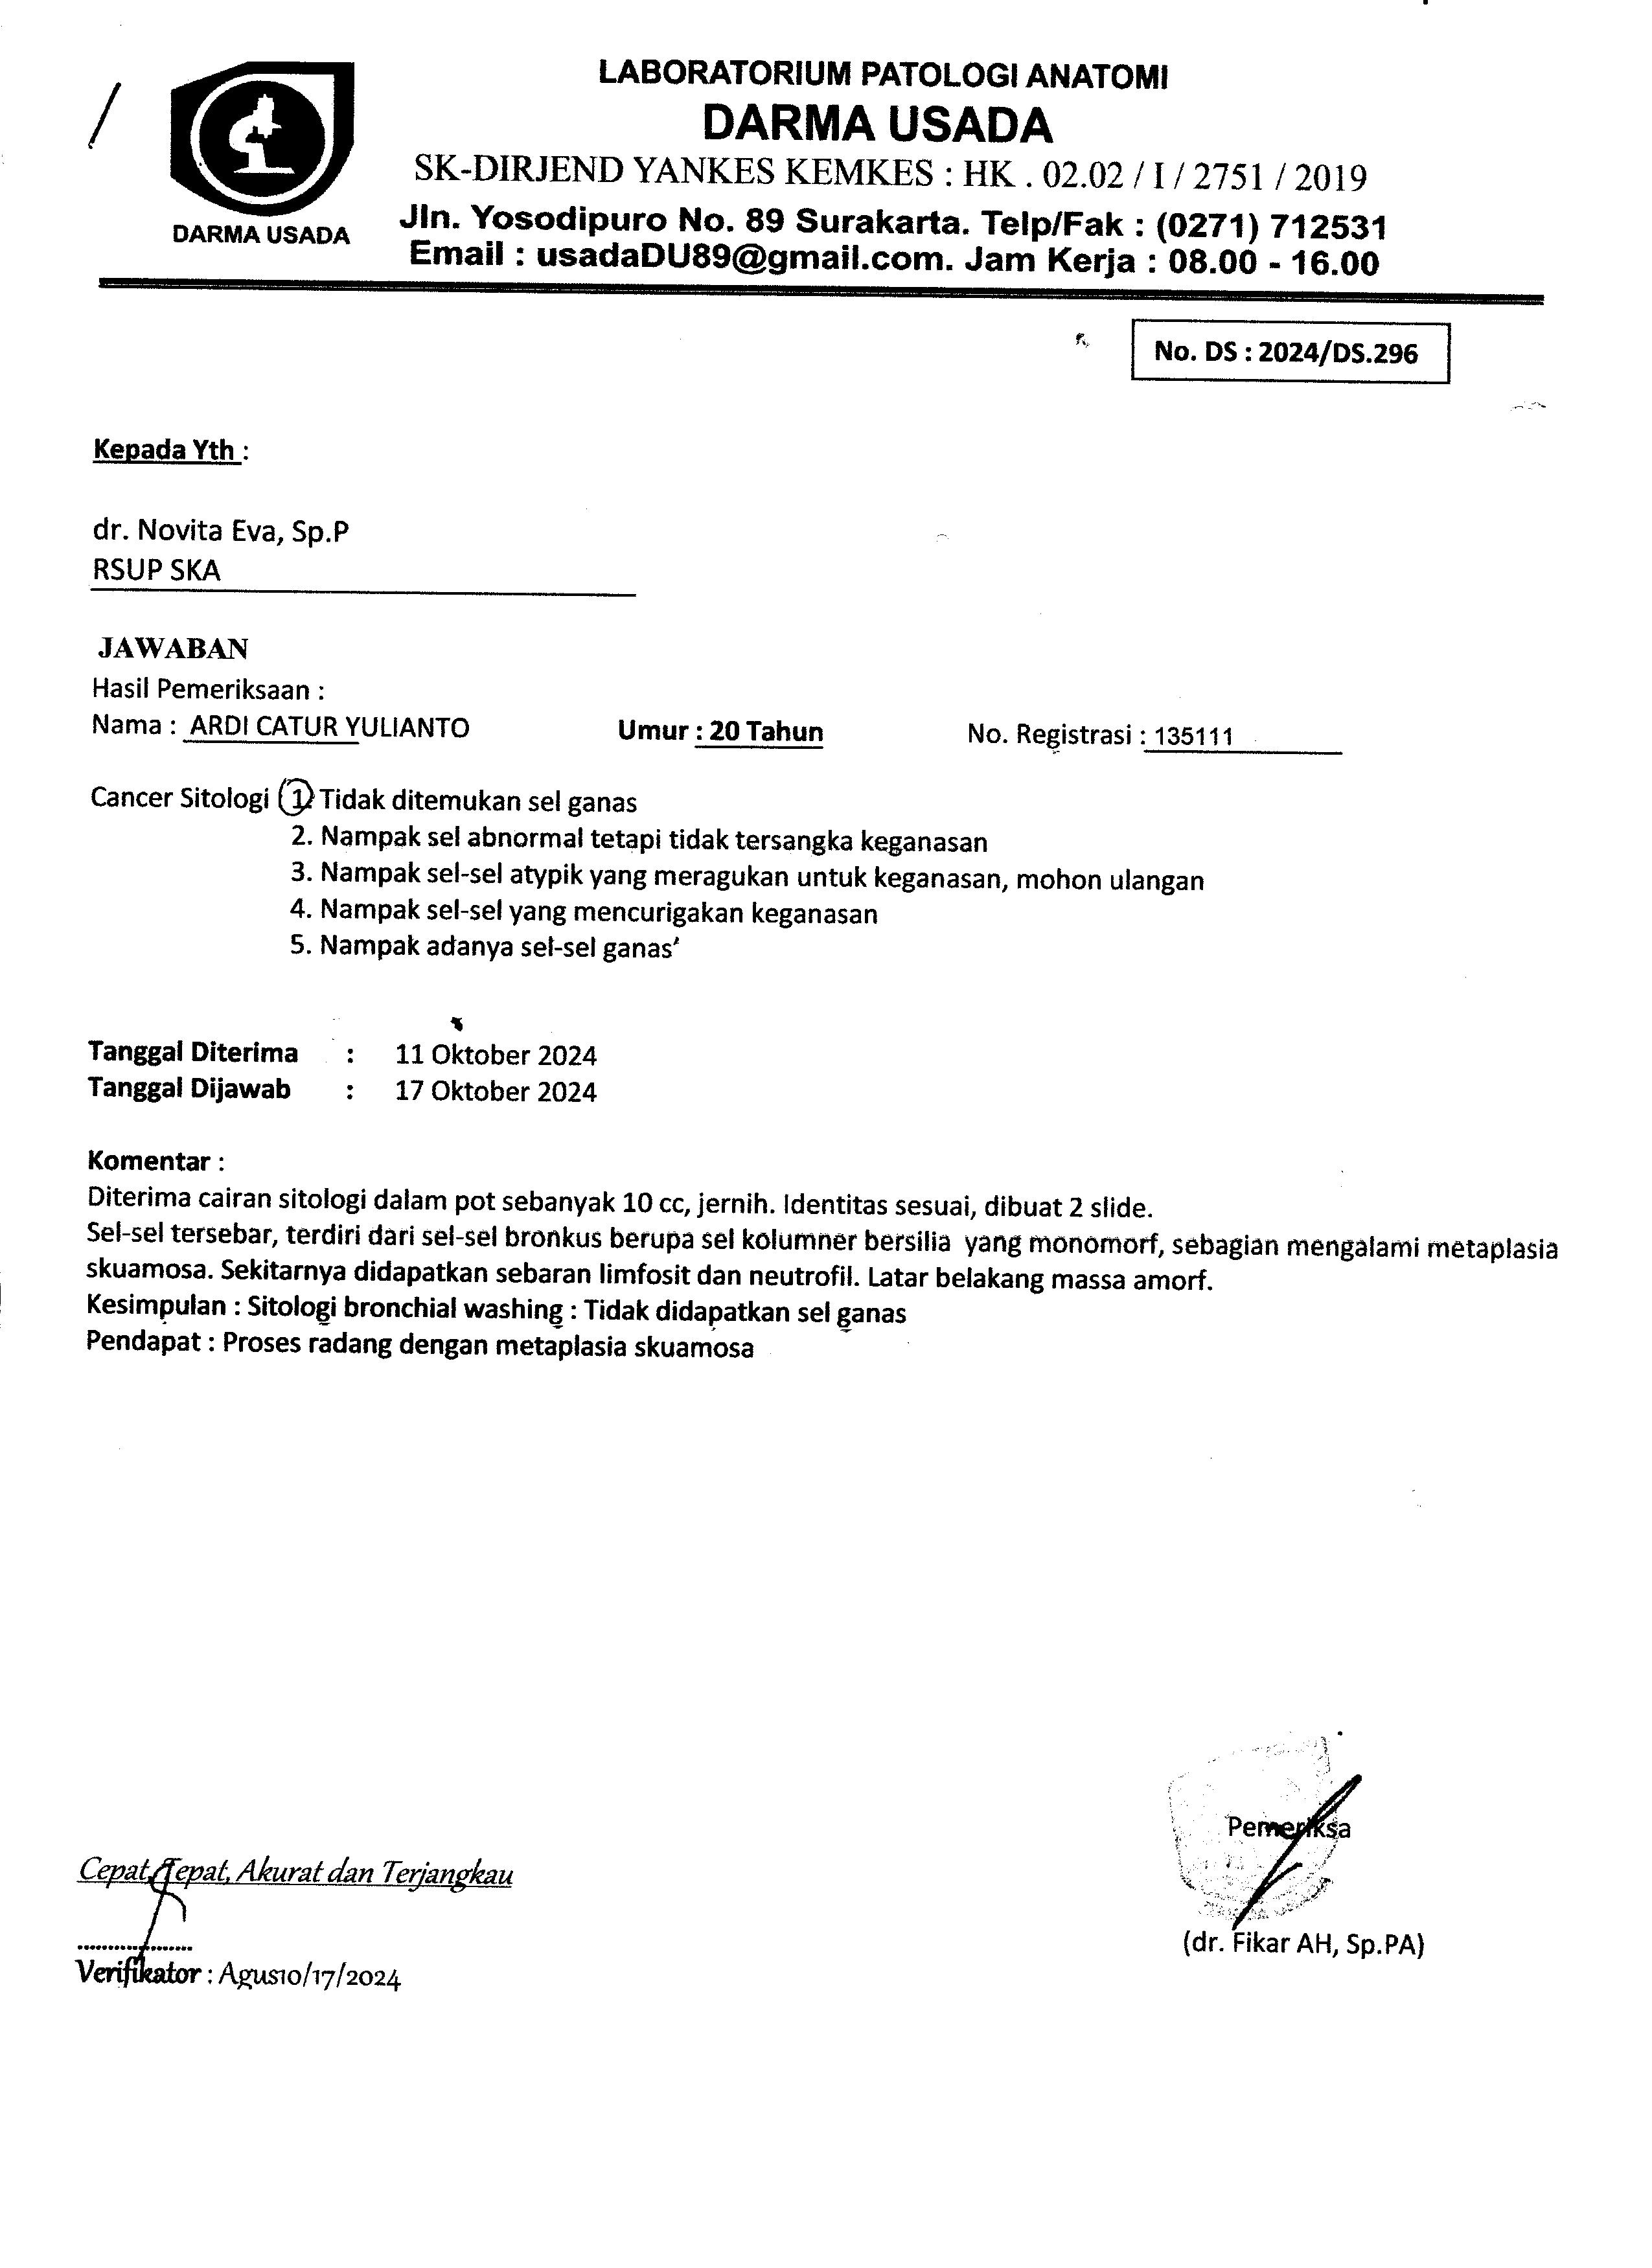 LABORATORIUM PATOLOGI ANATOMI
DARMA USADA
SK-DIRJEND YANKES KEMKES : HK . 02.02 / I / 2751 / 2019
DARMA USADA
Jln. Yosodipuro No. 89 Surakarta. Telp/Fak : (0271) 712531
Email : usadaDU89@gmail.com. Jam Kerja : 08.00 - 16.00
No. DS : 2024/DS.296
Kepada Yth :
dr. Novita Eva, Sp.P
RSUP SKA
JAWABAN
Hasil Pemeriksaan :
Nama : ARDI CATUR YULIANTO Umur : 20 Tahun No. Registrasi : 135111
Cancer Sitologi 1. Tidak ditemukan sel ganas
2. Nampak sel abnormal tetapi tidak tersangka keganasan
3. Nampak sel-sel atypik yang meragukan untuk keganasan, mohon ulangan
4. Nampak sel-sel yang mencurigakan keganasan
5. Nampak adanya sel-sel ganas
Tanggal Diterima : 11 Oktober 2024
Tanggal Dijawab : 17 Oktober 2024
Komentar :
Diterima cairan sitologi dalam pot sebanyak 10 cc, jernih. Identitas sesuai, dibuat 2 slide.
Sel-sel tersebar, terdiri dari sel-sel bronkus berupa sel kolumner bersilia yang monomorf, sebagian mengalami metaplasia
skuamosa. Sekitarnya didapatkan sebaran limfosit dan neutrofil. Latar belakang massa amorf.
Kesimpulan : Sitologi bronchial washing : Tidak didapatkan sel ganas
Pendapat : Proses radang dengan metaplasia skuamosa
Pemeriksa
Cepat, Tepat, Akurat dan Terjangkau
(dr. Fikar AH, Sp.PA)
Verifikator : Agus10/17/2024